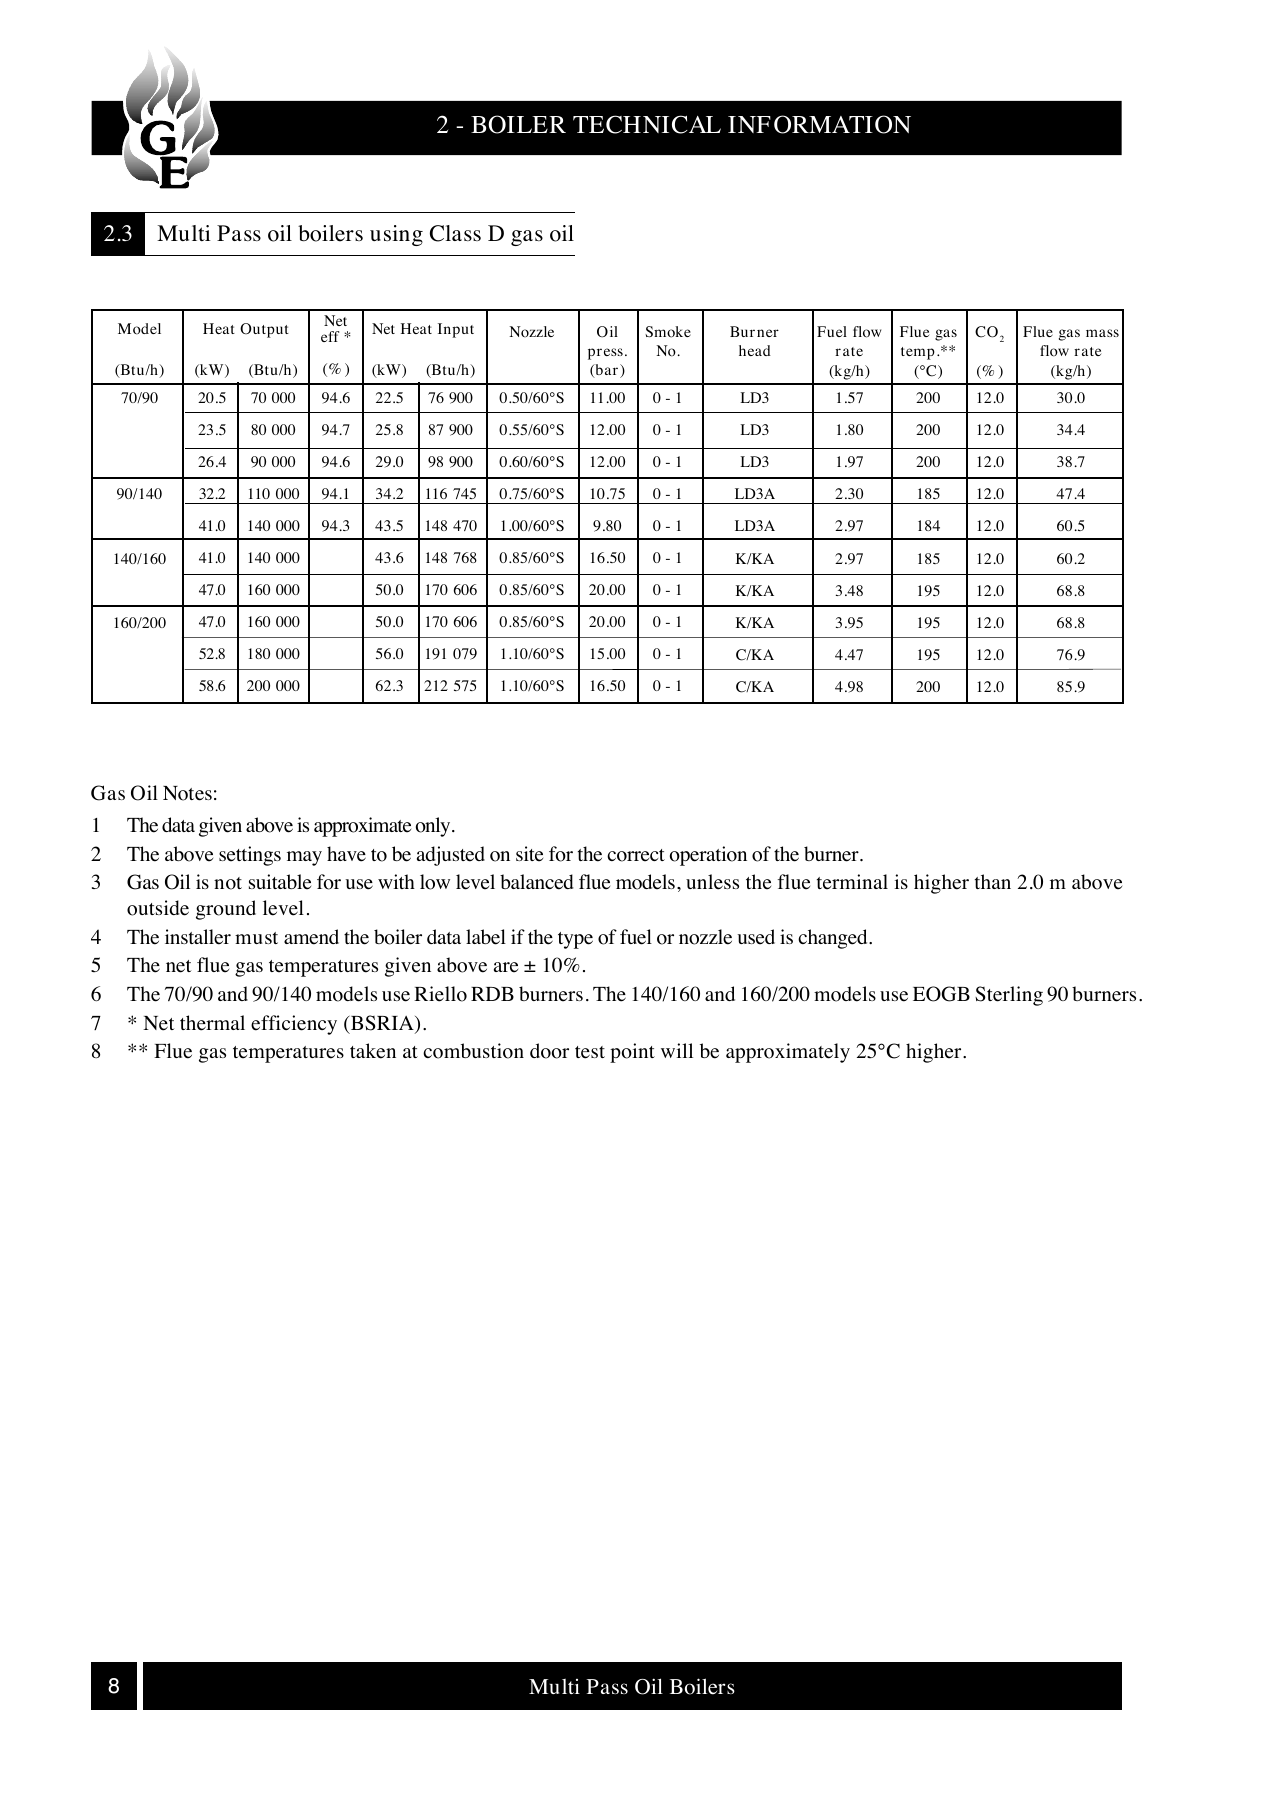 GE
2 - BOILER TECHNICAL INFORMATION
2.3 Multi Pass oil boilers using Class D gas oil
Model Heat Output Net eff * Net Heat Input Nozzle Oil press. Smoke No. Burner head Fuel flow rate Flue gas temp.** CO2 Flue gas mass flow rate
(Btu/h) (kW) (Btu/h) (%) (kW) (Btu/h) (bar) (kg/h) (°C) (%) (kg/h)
70/90 20.5 70 000 94.6 22.5 76 900 0.50/60°S 11.00 0 - 1 LD3 1.57 200 12.0 30.0
23.5 80 000 94.7 25.8 87 900 0.55/60°S 12.00 0 - 1 LD3 1.80 200 12.0 34.4
26.4 90 000 94.6 29.0 98 900 0.60/60°S 12.00 0 - 1 LD3 1.97 200 12.0 38.7
90/140 32.2 110 000 94.1 34.2 116 745 0.75/60°S 10.75 0 - 1 LD3A 2.30 185 12.0 47.4
41.0 140 000 94.3 43.5 148 470 1.00/60°S 9.80 0 - 1 LD3A 2.97 184 12.0 60.5
140/160 41.0 140 000 43.6 148 768 0.85/60°S 16.50 0 - 1 K/KA 2.97 185 12.0 60.2
47.0 160 000 50.0 170 606 0.85/60°S 20.00 0 - 1 K/KA 3.48 195 12.0 68.8
160/200 47.0 160 000 50.0 170 606 0.85/60°S 20.00 0 - 1 K/KA 3.95 195 12.0 68.8
52.8 180 000 56.0 191 079 1.10/60°S 15.00 0 - 1 C/KA 4.47 195 12.0 76.9
58.6 200 000 62.3 212 575 1.10/60°S 16.50 0 - 1 C/KA 4.98 200 12.0 85.9
Gas Oil Notes:
1 The data given above is approximate only.
2 The above settings may have to be adjusted on site for the correct operation of the burner.
3 Gas Oil is not suitable for use with low level balanced flue models, unless the flue terminal is higher than 2.0 m above
outside ground level.
4 The installer must amend the boiler data label if the type of fuel or nozzle used is changed.
5 The net flue gas temperatures given above are ± 10%.
6 The 70/90 and 90/140 models use Riello RDB burners. The 140/160 and 160/200 models use EOGB Sterling 90 burners.
7 * Net thermal efficiency (BSRIA).
8 ** Flue gas temperatures taken at combustion door test point will be approximately 25°C higher.
8 Multi Pass Oil Boilers